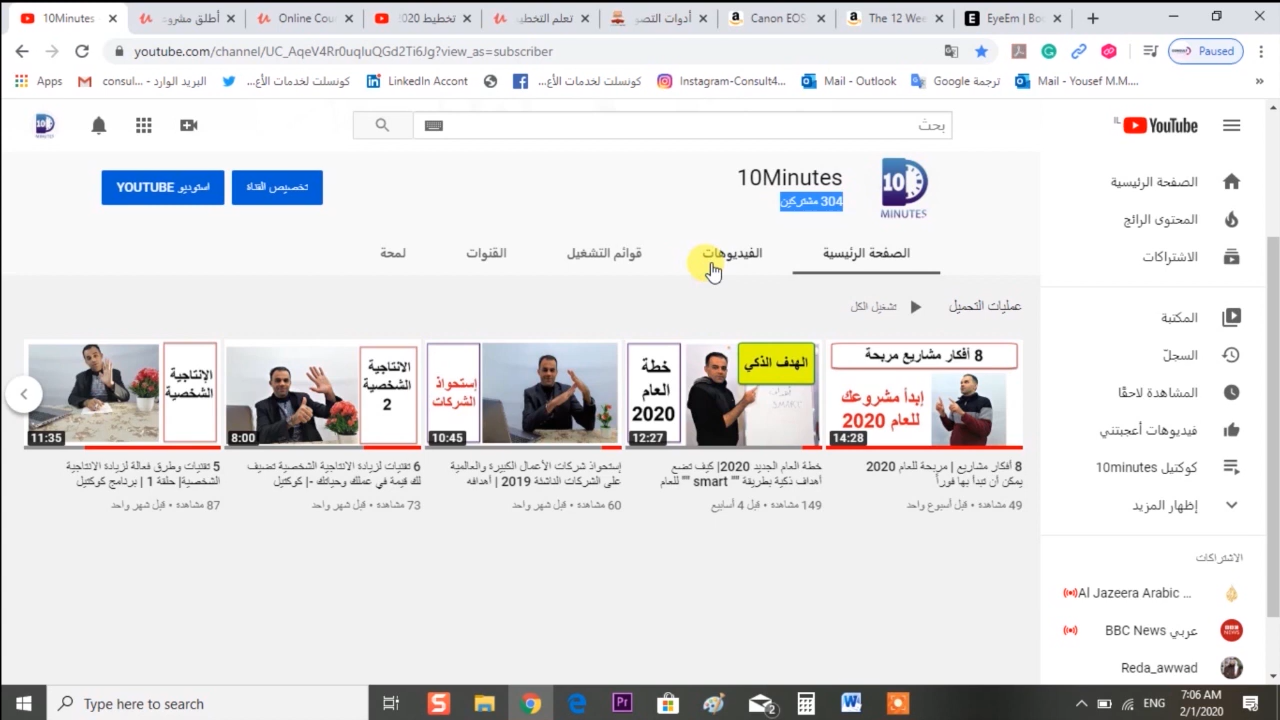 10Minutes
أطلق مشرو
Online Cou
تخطيط 2020
تعلم التخطيط
أدوات التصو
Canon EOS
The 12 Wee
EyeEm | Bo
youtube.com/channel/UC_AqeV4Rr0uqIuQGd2Ti6Jg?view_as=subscriber
Paused
Apps
consul... - البريد الوارد
كونسلت لخدمات الأع...
LinkedIn Accont
كونسلت لخدمات الأع...
Instagram-Consult4...
Mail - Outlook
ترجمة Google
Mail - Yousef M.M....
بحث
YouTube IL
10Minutes
304 مشتركين
10 MINUTES
تخصيص القناة
استوديو YOUTUBE
الصفحة الرئيسية
الفيديوهات
قوائم التشغيل
القنوات
لمحة
عمليات التحميل
تشغيل الكل
8 أفكار مشاريع مربحة
إبدأ مشروعك
للعام 2020
14:28
8 أفكار مشاريع | مربحة للعام 2020
يمكن أن تبدأ بها فوراً
49 مشاهدة • قبل أسبوع واحد
الهدف الذكي
خطة
العام
2020
SMART
12:27
خطة العام الجديد 2020| كيف تضع
أهداف ذكية بطريقة "" smart "" للعام
149 مشاهدة • قبل 4 أسابيع
إستحواذ
الشركات
10:45
إستحواذ شركات الأعمال الكبيرة والعالمية
على الشركات الناشئة 2019 | أهدافه
60 مشاهدة • قبل شهر واحد
الانتاجية
الشخصية
2
8:00
6 تقنيات لزيادة الانتاجية الشخصية تضيف
لك قيمة في عملك وحياتك -| كوكتيل
73 مشاهدة • قبل شهر واحد
الإنتاجية
الشخصية
11:35
5 تقنيات وطرق فعالة لزيادة الانتاجية
الشخصية| حلقة 1 | برنامج كوكتيل
87 مشاهدة • قبل شهر واحد
الصفحة الرئيسية
المحتوى الرائج
الاشتراكات
المكتبة
السجلّ
المشاهدة لاحقًا
فيديوهات أعجبتني
كوكتيل 10minutes
إظهار المزيد
الاشتراكات
Al Jazeera Arabic ...
BBC News عربي
Reda_awwad
Type here to search
ENG
7:06 AM
2/1/2020